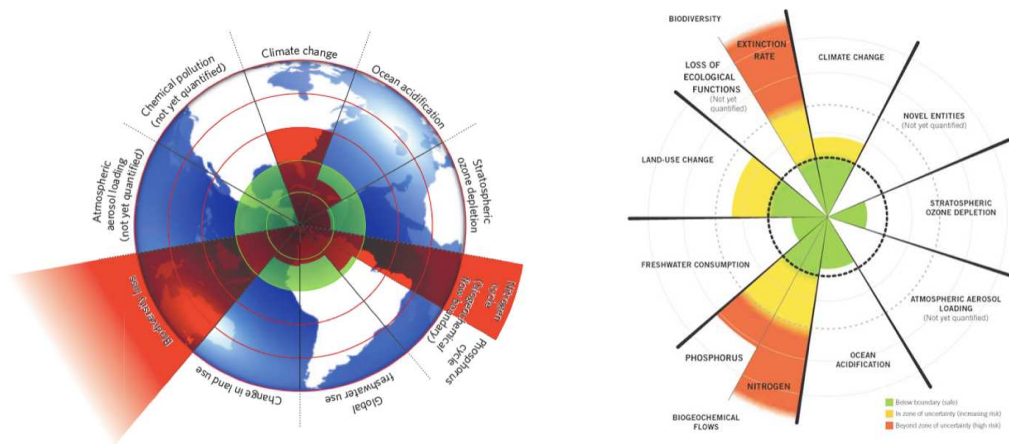 Climate change
Ocean acidification
Stratospheric
ozone depletion
Nitrogen
cycle
(biogeochemical
flow boundary)
Phosphorus
cycle
Global
freshwater use
Change in land use
Biodiversity loss
Atmospheric
aerosol loading
(not yet quantified)
Chemical pollution
(not yet quantified)
BIODIVERSITY
EXTINCTION
RATE
LOSS OF
ECOLOGICAL
FUNCTIONS
(Not yet
quantified)
CLIMATE CHANGE
NOVEL ENTITIES
(Not yet quantified)
STRATOSPHERIC
OZONE DEPLETION
ATMOSPHERIC AEROSOL
LOADING
(Not yet quantified)
OCEAN
ACIDIFICATION
NITROGEN
PHOSPHORUS
BIOGEOCHEMICAL
FLOWS
FRESHWATER CONSUMPTION
LAND-USE CHANGE
Below boundary (safe)
In zone of uncertainty (increasing risk)
Beyond zone of uncertainty (high risk)